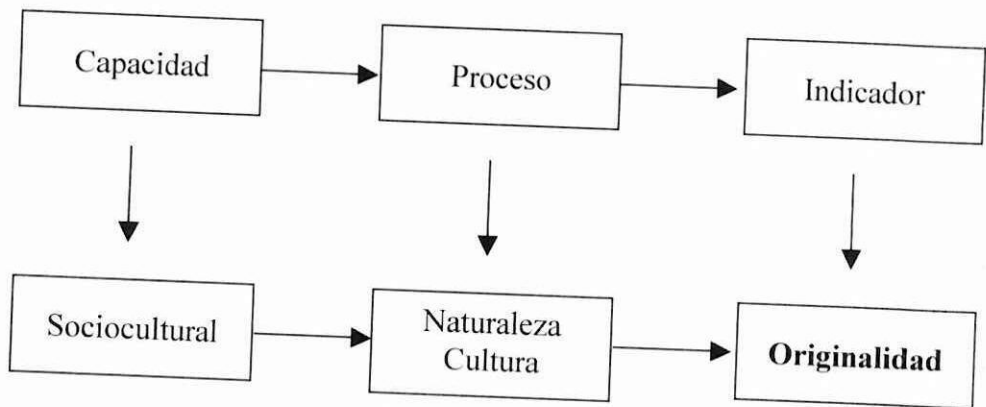 Capacidad
Proceso
Indicador
Sociocultural
Naturaleza
Cultura
Originalidad